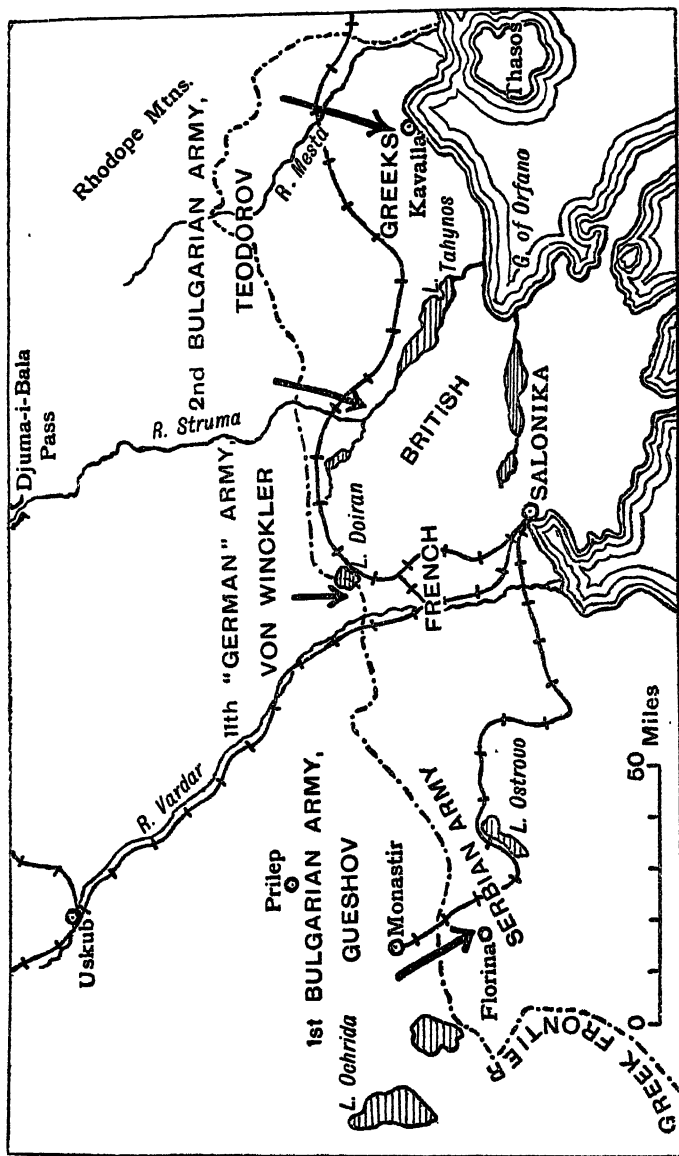 Djuma-i-Bala
Pass
Rhodope Mtns.
Uskub
R. Vardar
R. Struma
2nd BULGARIAN ARMY,
TEODOROV
R. Mesta
11th "GERMAN" ARMY,
VON WINCKLER
Prilep
1st BULGARIAN ARMY,
GUESHOV
L. Ochrida
Monastir
L. Doiran
GREEKS
Kavalla
Thasos
L. Tahynos
BRITISH
FRENCH
SERBIAN ARMY
Florina
L. Ostrovo
G. of Orfano
SALONIKA
GREEK FRONTIER
0
50
Miles